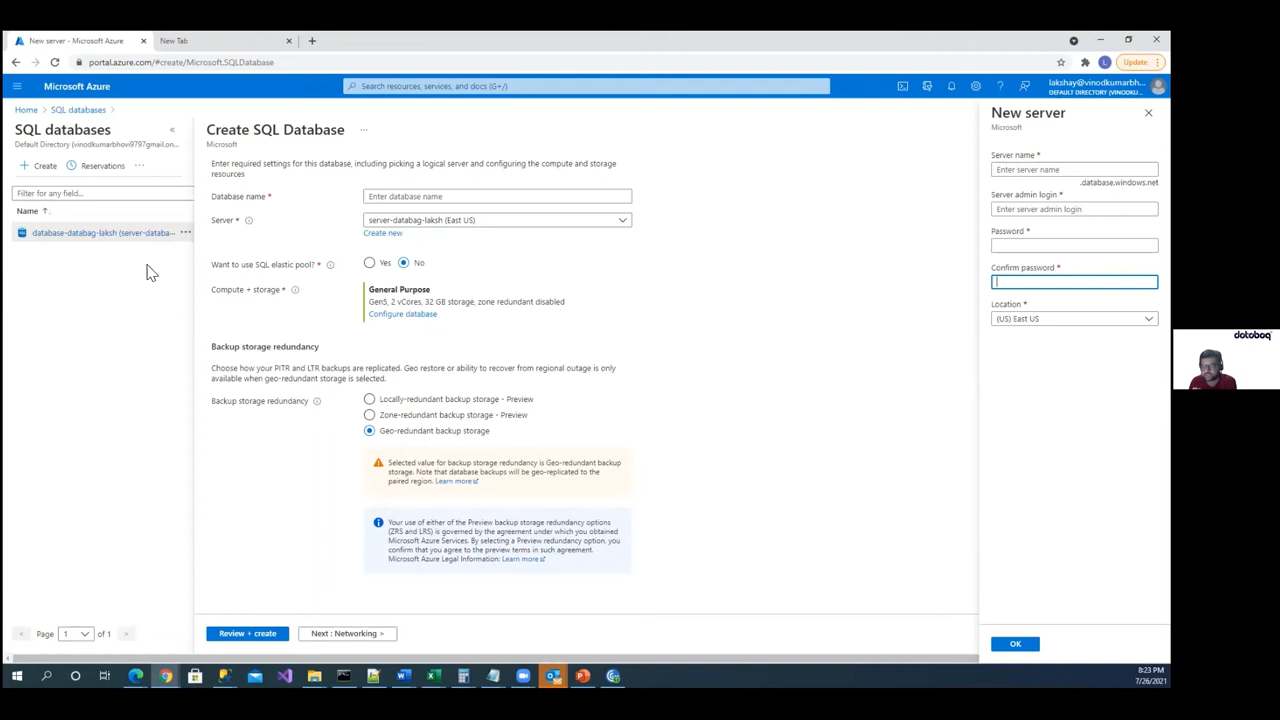 New server - Microsoft Azure
New Tab
portal.azure.com/#create/Microsoft.SQLDatabase
Update
Microsoft Azure
Search resources, services, and docs (G+/)
lakshay@vinodkumarbh...
DEFAULT DIRECTORY (VINODKU...
Home > SQL databases >
SQL databases
Default Directory (vinodkumarbhovi9797gmail.on...
+ Create
Reservations
Filter for any field...
Name ↑
database-databag-laksh (server-databa...
Page 1 of 1
Create SQL Database
Microsoft
Enter required settings for this database, including picking a logical server and configuring the compute and storage
resources
Database name *
Enter database name
Server *
server-databag-laksh (East US)
Create new
Want to use SQL elastic pool? *
Yes
No
Compute + storage *
General Purpose
Gen5, 2 vCores, 32 GB storage, zone redundant disabled
Configure database
Backup storage redundancy
Choose how your PITR and LTR backups are replicated. Geo restore or ability to recover from regional outage is only
available when geo-redundant storage is selected.
Backup storage redundancy
Locally-redundant backup storage - Preview
Zone-redundant backup storage - Preview
Geo-redundant backup storage
Selected value for backup storage redundancy is Geo-redundant backup
storage. Note that database backups will be geo-replicated to the
paired region. Learn more
Your use of either of the Preview backup storage redundancy options
(ZRS and LRS) is governed by the agreement under which you obtained
Microsoft Azure Services. By selecting a Preview redundancy option, you
confirm that you agree to the preview terms in such agreement.
Microsoft Azure Legal Information: Learn more
Review + create
Next : Networking >
New server
Microsoft
Server name *
Enter server name
.database.windows.net
Server admin login *
Enter server admin login
Password *
Confirm password *
Location *
(US) East US
OK
databag
8:23 PM
7/26/2021